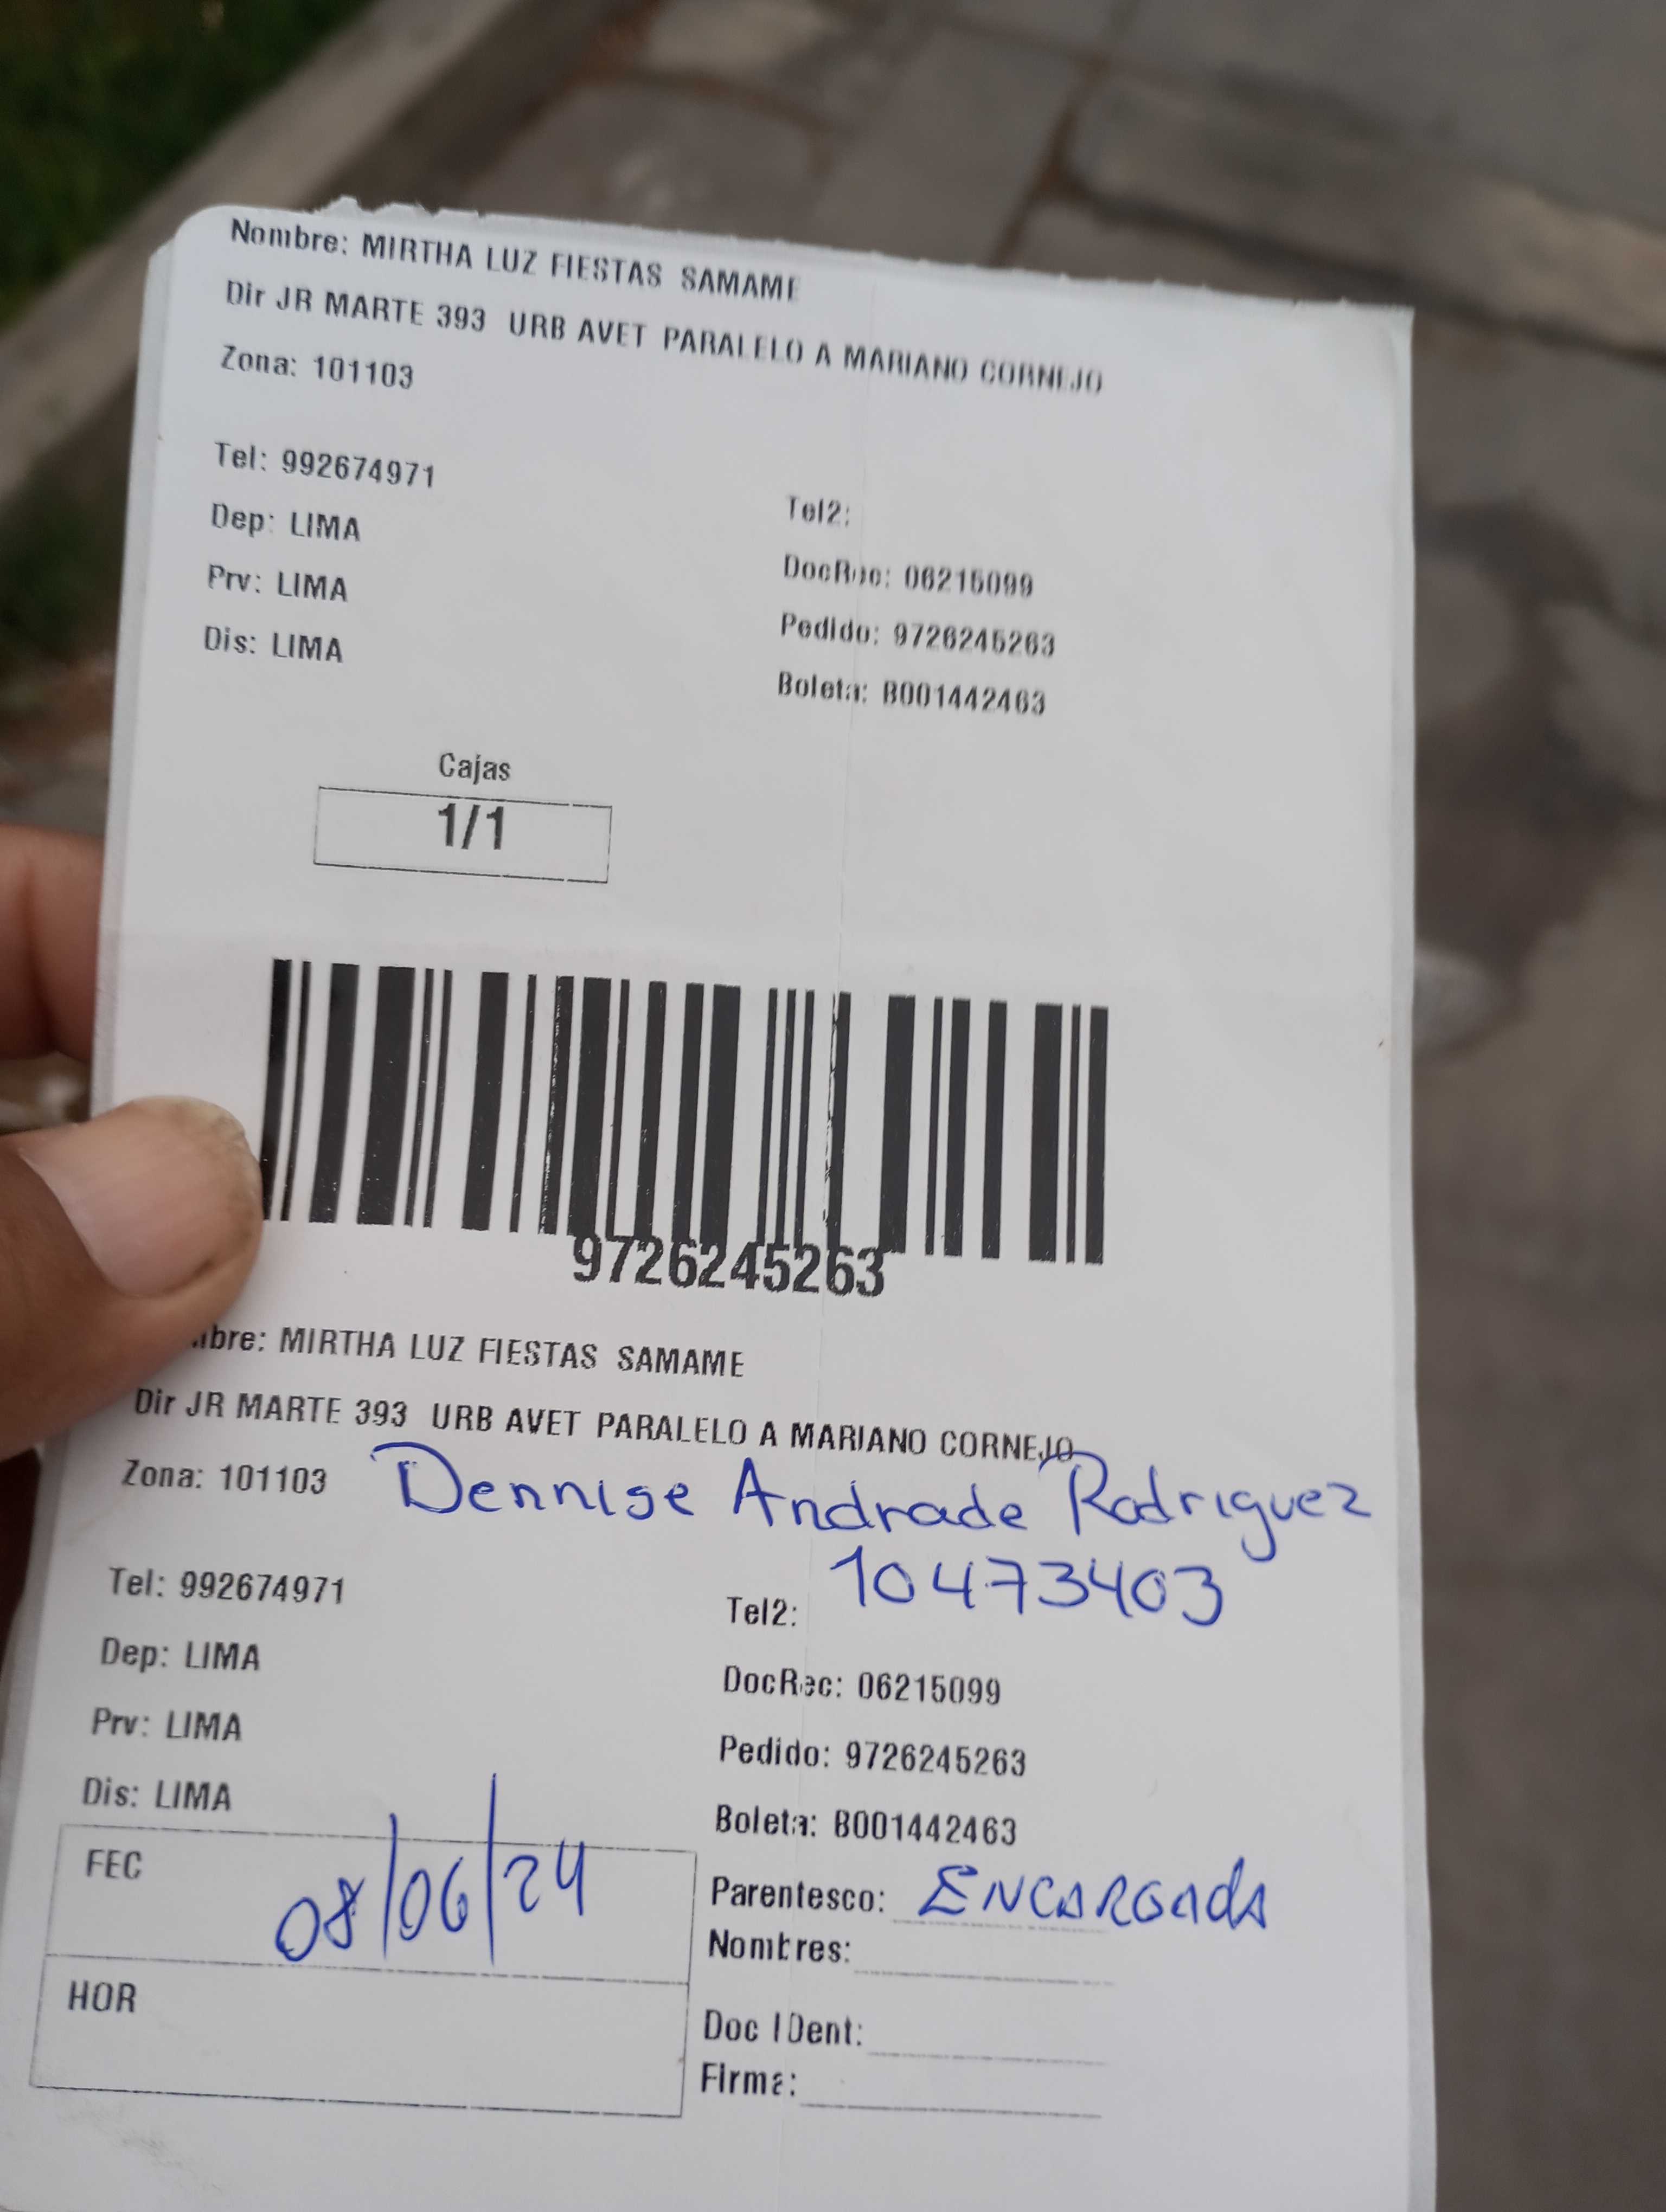 Nombre: MIRTHA LUZ FIESTAS SAMAME
Dir JR MARTE 393 URB AVET PARALELO A MARIANO CORNEJO
Zona: 101103
Tel: 992674971
Tel2:
Dep: LIMA
DocRec: 06215099
Prv: LIMA
Pedido: 9726245263
Dis: LIMA
Boleta: B001442463
Cajas
1/1
9726245263
mbre: MIRTHA LUZ FIESTAS SAMAME
Dir JR MARTE 393 URB AVET PARALELO A MARIANO CORNEJO
Zona: 101103 Dennise Andrade Rodriguez
10473403
Tel: 992674971
Tel2:
Dep: LIMA
DocRec: 06215099
Prv: LIMA
Pedido: 9726245263
Dis: LIMA
Boleta: B001442463
FEC 08/06/24
Parentesco: ENCARGADA
Nombres:
HOR
Doc IDent:
Firma: